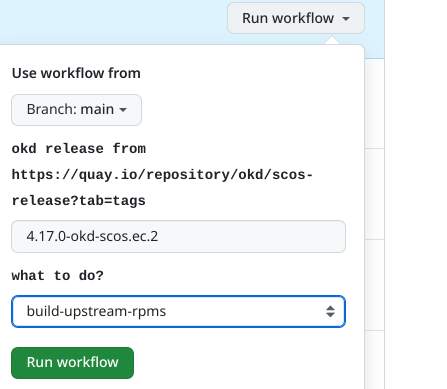 Run workflow
Use workflow from
Branch: main
okd release from
https://quay.io/repository/okd/scos-
release?tab=tags
4.17.0-okd-scos.ec.2
what to do?
build-upstream-rpms
Run workflow